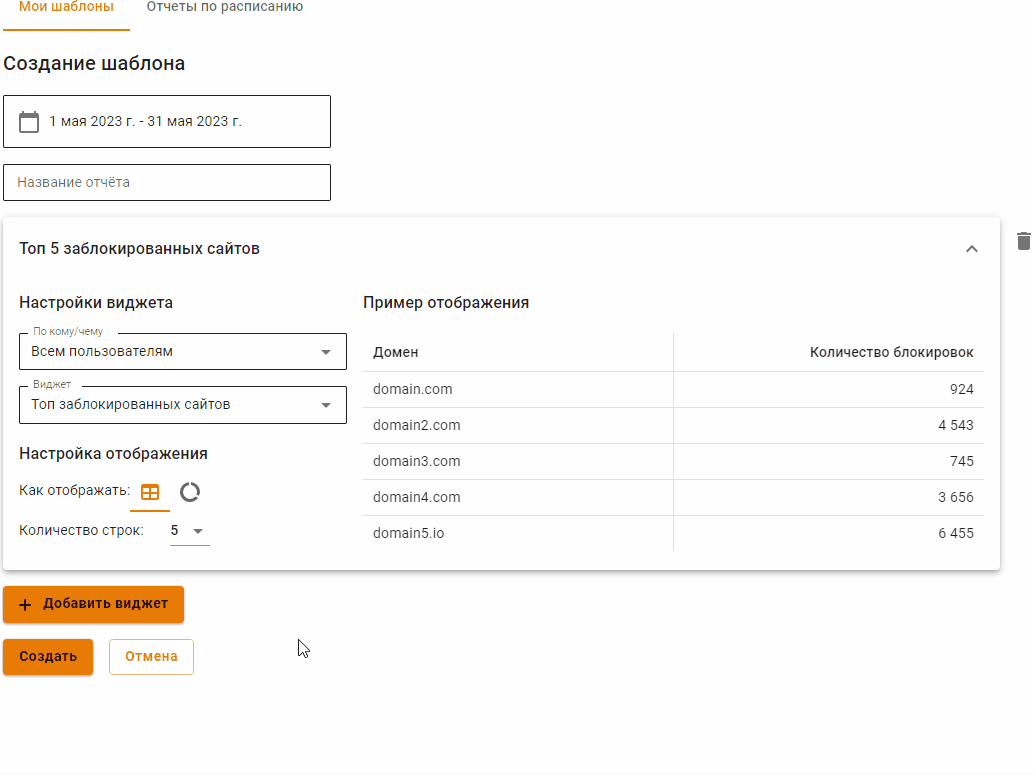 Мои шаблоны Отчеты по расписанию
Создание шаблона
1 мая 2023 г. - 31 мая 2023 г.
Название отчёта
Топ 5 заблокированных сайтов
Настройки виджета
По кому/чему
Всем пользователям
Виджет
Топ заблокированных сайтов
Настройка отображения
Как отображать:
Количество строк: 5
Пример отображения
Домен Количество блокировок
domain.com 924
domain2.com 4 543
domain3.com 745
domain4.com 3 656
domain5.io 6 455
+ Добавить виджет
Создать Отмена